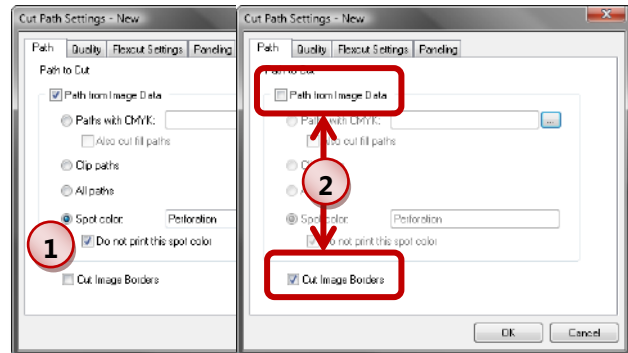 Cut Path Settings - New
Path Quality Flexcut Settings Paneling
Path to Cut
Path from Image Data
Paths with CMYK:
Also cut fill paths
Clip paths
All paths
Spot color: Perforation
1
Do not print this spot color
Cut Image Borders
Cut Path Settings - New
Path Quality Flexcut Settings Paneling
Path to Cut
Path from Image Data
Paths with CMYK: ...
Also cut fill paths
2
Spot color: Perforation
Do not print this spot color
Cut Image Borders
OK Cancel